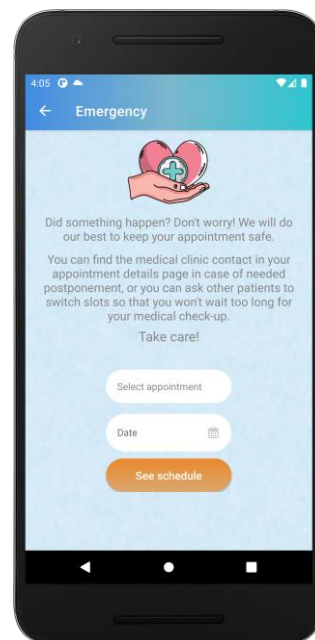 4:05
Emergency
Did something happen? Don't worry! We will do
our best to keep your appointment safe.
You can find the medical clinic contact in your
appointment details page in case of needed
postponement, or you can ask other patients to
switch slots so that you won't wait too long for
your medical check-up.
Take care!
Select appointment
Date
See schedule